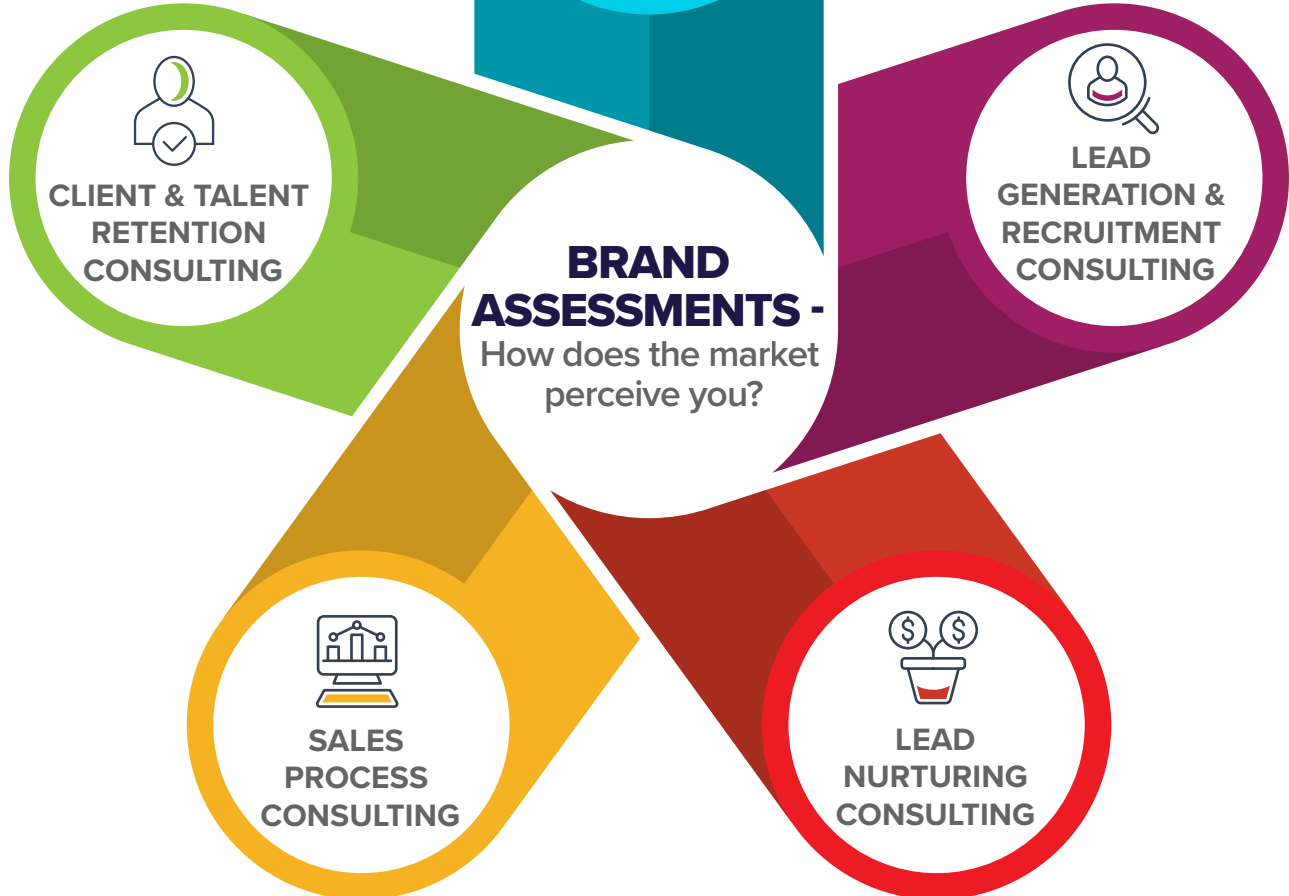 CLIENT & TALENT
RETENTION
CONSULTING
LEAD
GENERATION &
RECRUITMENT
CONSULTING
BRAND
ASSESSMENTS -
How does the market
perceive you?
SALES
PROCESS
CONSULTING
LEAD
NURTURING
CONSULTING